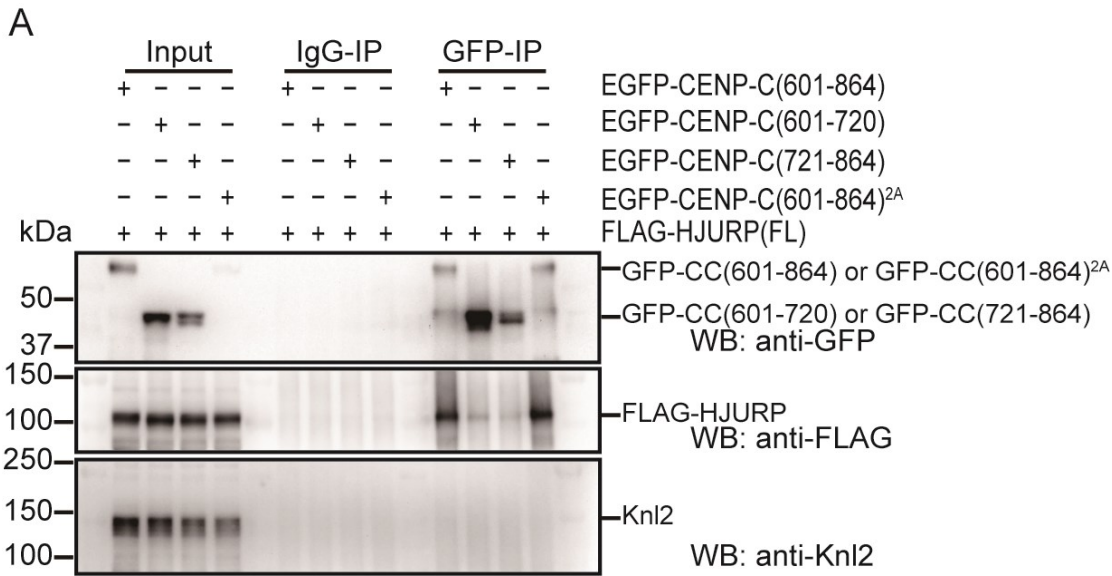 A
Input IgG-IP GFP-IP
+ − − − + − − − + − − − EGFP-CENP-C(601-864)
− + − − − + − − − + − − EGFP-CENP-C(601-720)
− − + − − − + − − − + − EGFP-CENP-C(721-864)
− − − + − − − + − − − + EGFP-CENP-C(601-864)²ᴬ
kDa + + + + + + + + + + + + FLAG-HJURP(FL)
GFP-CC(601-864) or GFP-CC(601-864)²ᴬ
50
GFP-CC(601-720) or GFP-CC(721-864)
37
WB: anti-GFP
150
100
FLAG-HJURP
WB: anti-FLAG
250
150
Knl2
100
WB: anti-Knl2